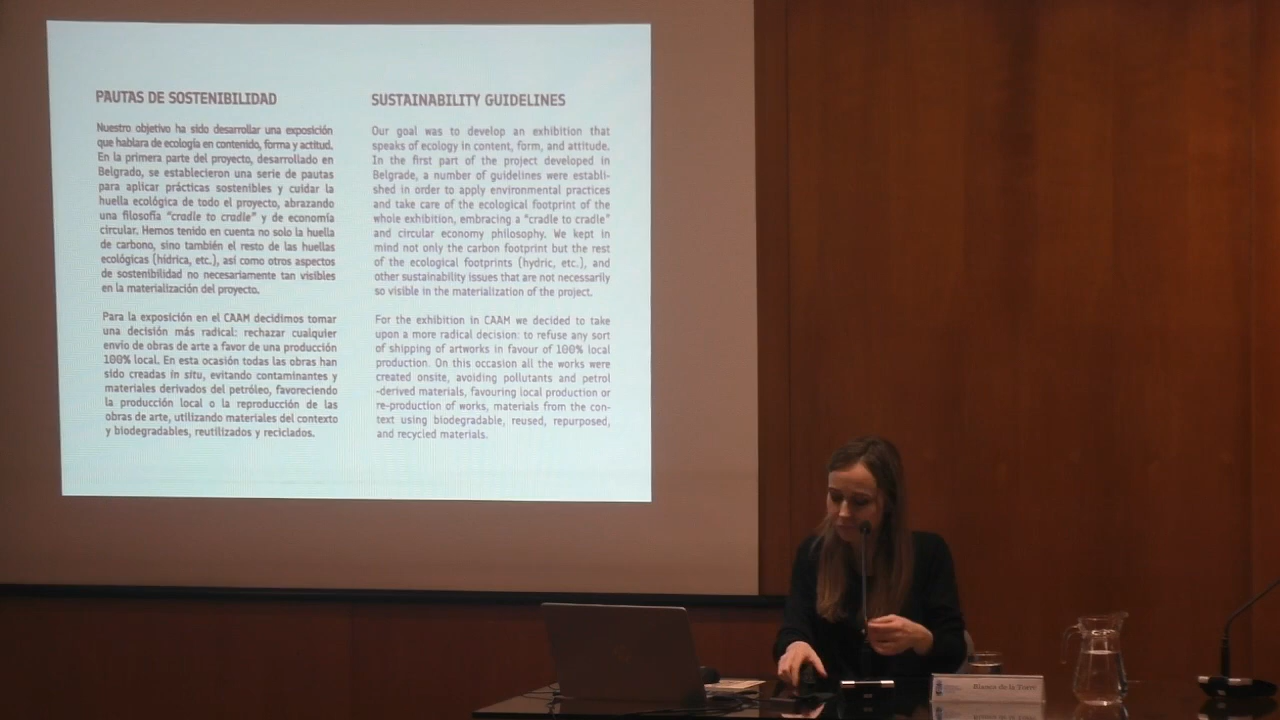 PAUTAS DE SOSTENIBILIDAD
Nuestro objetivo ha sido desarrollar una exposición
que hablara de ecología en contenido, forma y actitud.
En la primera parte del proyecto, desarrollado en
Belgrado, se establecieron una serie de pautas
para aplicar prácticas sostenibles y cuidar la
huella ecológica de todo el proyecto, abrazando
una filosofía "cradle to cradle" y de economía
circular. Hemos tenido en cuenta no solo la huella
de carbono, sino también el resto de las huellas
ecológicas (hídrica, etc.), así como otros aspectos
de sostenibilidad no necesariamente tan visibles
en la materialización del proyecto.
Para la exposición en el CAAM decidimos tomar
una decisión más radical: rechazar cualquier
envío de obras de arte a favor de una producción
100% local. En esta ocasión todas las obras han
sido creadas in situ, evitando contaminantes y
materiales derivados del petróleo, favoreciendo
la producción local o la reproducción de las
obras de arte, utilizando materiales del contexto
y biodegradables, reutilizados y reciclados.
SUSTAINABILITY GUIDELINES
Our goal was to develop an exhibition that
speaks of ecology in content, form, and attitude.
In the first part of the project developed in
Belgrade, a number of guidelines were establi-
shed in order to apply environmental practices
and take care of the ecological footprint of the
whole exhibition, embracing a "cradle to cradle"
and circular economy philosophy. We kept in
mind not only the carbon footprint but the rest
of the ecological footprints (hydric, etc.), and
other sustainability issues that are not necessarily
so visible in the materialization of the project.
For the exhibition in CAAM we decided to take
upon a more radical decision: to refuse any sort
of shipping of artworks in favour of 100% local
production. On this occasion all the works were
created onsite, avoiding pollutants and petrol
-derived materials, favouring local production or
re-production of works, materials from the con-
text using biodegradable, reused, repurposed,
and recycled materials.
Blanca de la Torre